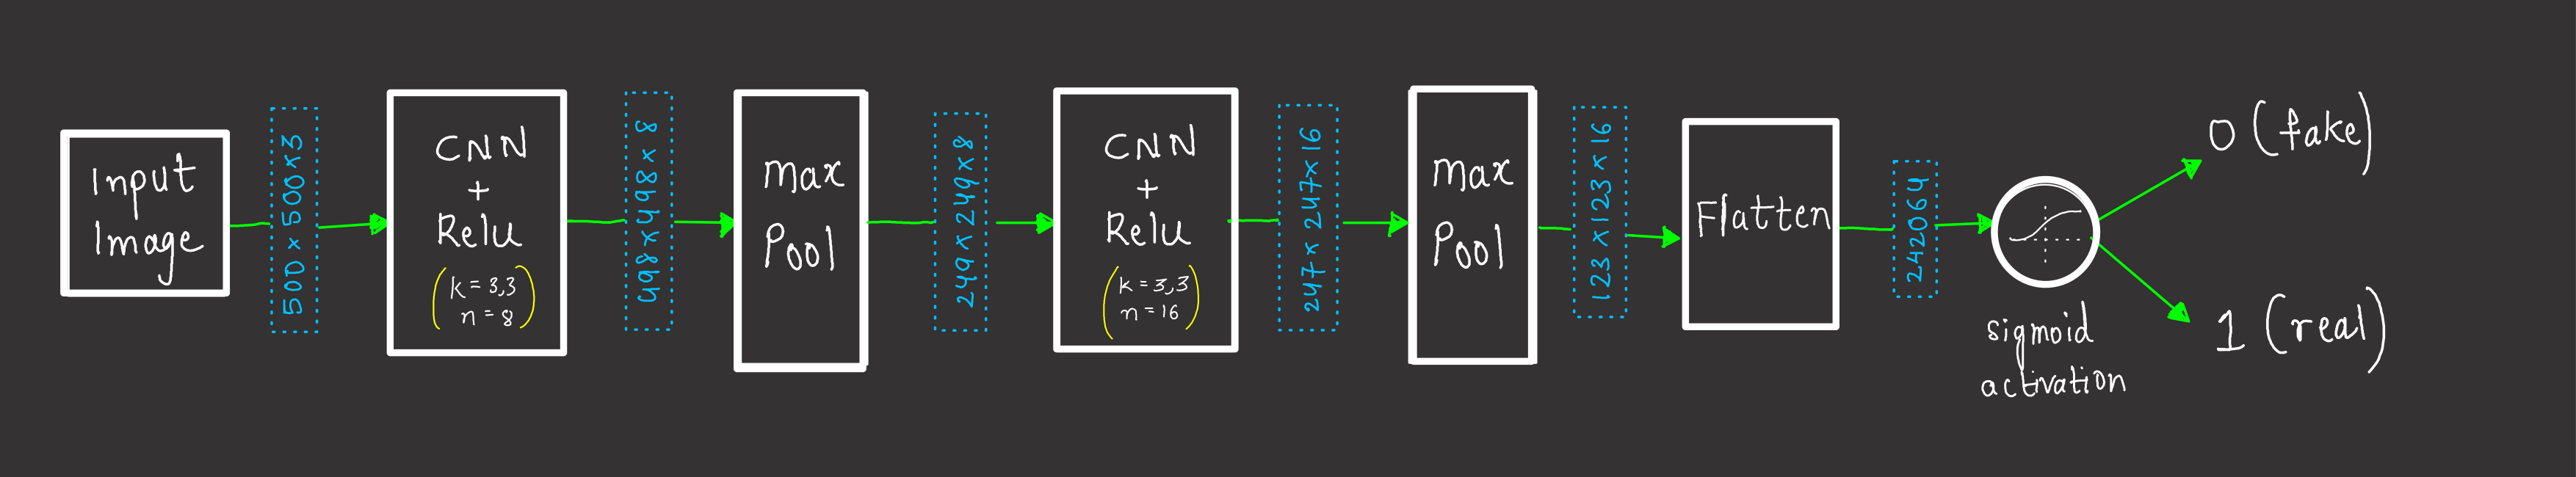 Input
Image
500 x 500 x 3
CNN
+
Relu
(k = 3,3
n = 8)
498 x 498 x 8
max
Pool
249 x 249 x 8
CNN
+
Relu
(k = 3,3
n = 16)
247 x 247 x 16
max
Pool
123 x 123 x 16
Flatten
242064
sigmoid
activation
0 (fake)
1 (real)